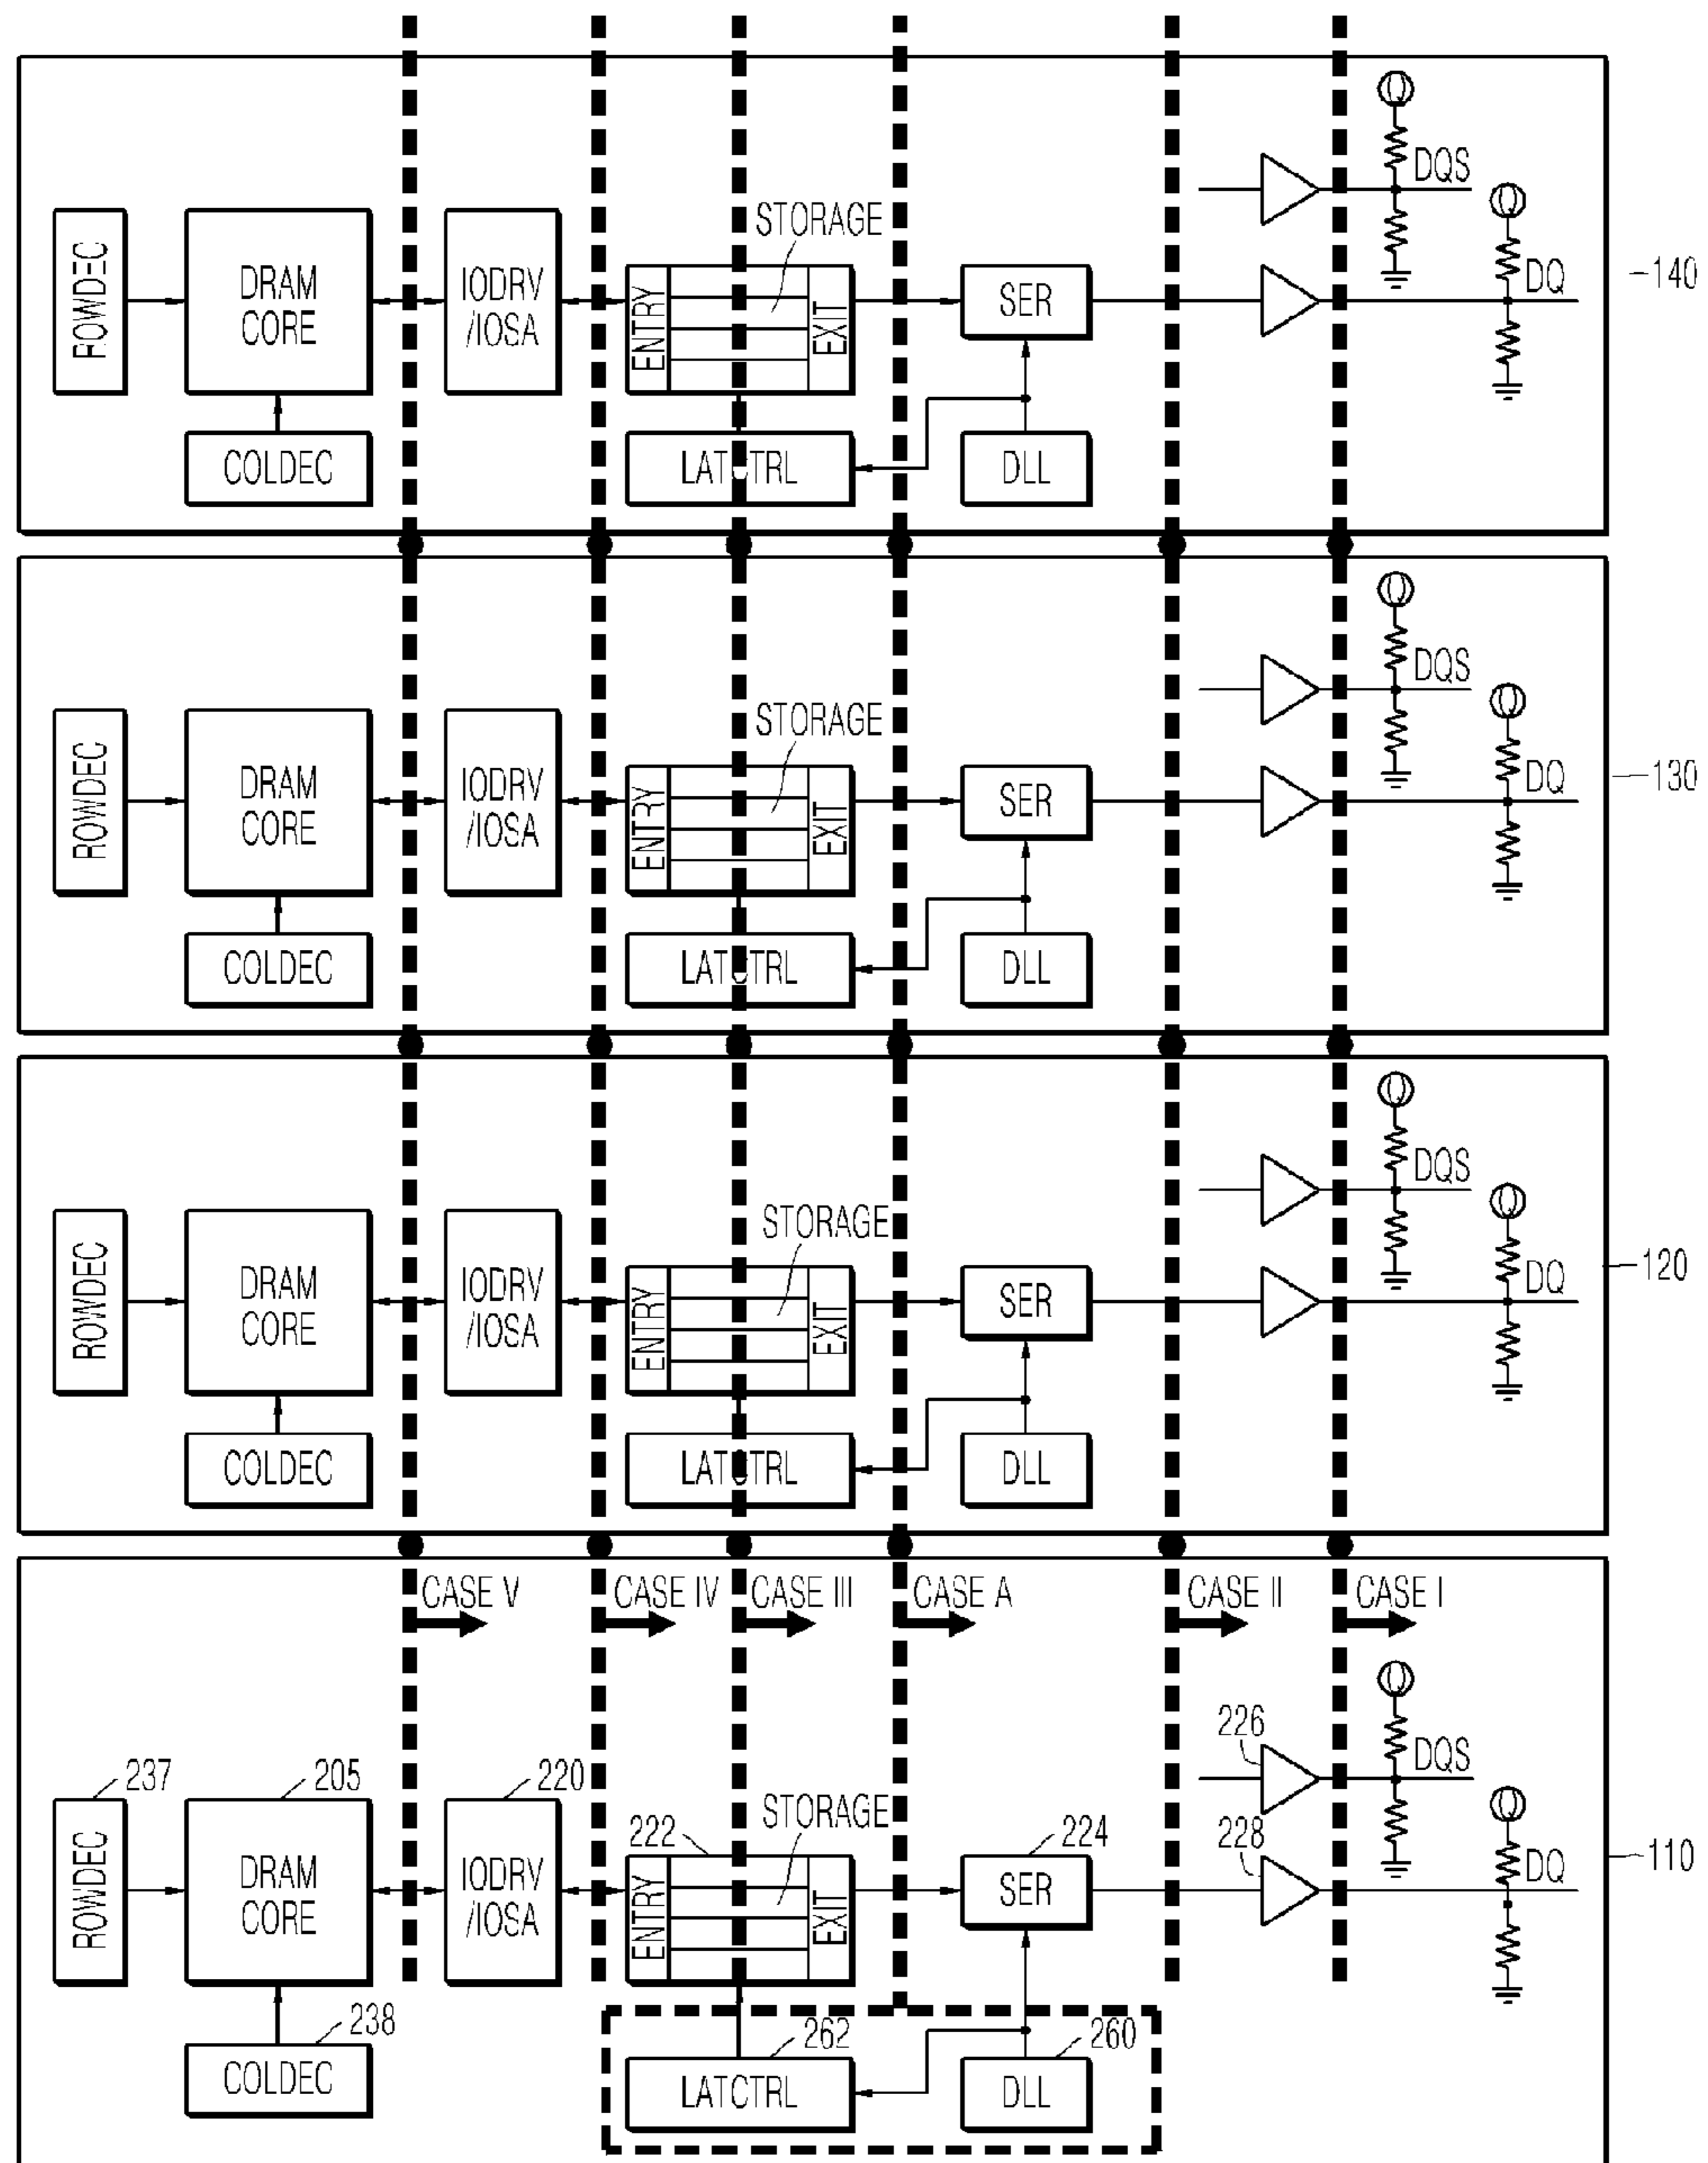 DQS
STORAGE
DQ
140
ROWDEC
DRAM
CORE
IODRV
/IOSA
ENTRY
EXIT
SER
COLDEC
LATCTRL
DLL
DQS
STORAGE
DQ
130
ROWDEC
DRAM
CORE
IODRV
/IOSA
ENTRY
EXIT
SER
COLDEC
LATCTRL
DLL
DQS
STORAGE
DQ
120
ROWDEC
DRAM
CORE
IODRV
/IOSA
ENTRY
EXIT
SER
COLDEC
LATCTRL
DLL
CASE V
CASE IV
CASE III
CASE A
CASE II
CASE I
226
DQS
237
205
220
STORAGE
222
224
228
DQ
110
ROWDEC
DRAM
CORE
IODRV
/IOSA
ENTRY
EXIT
SER
238
262
260
COLDEC
LATCTRL
DLL